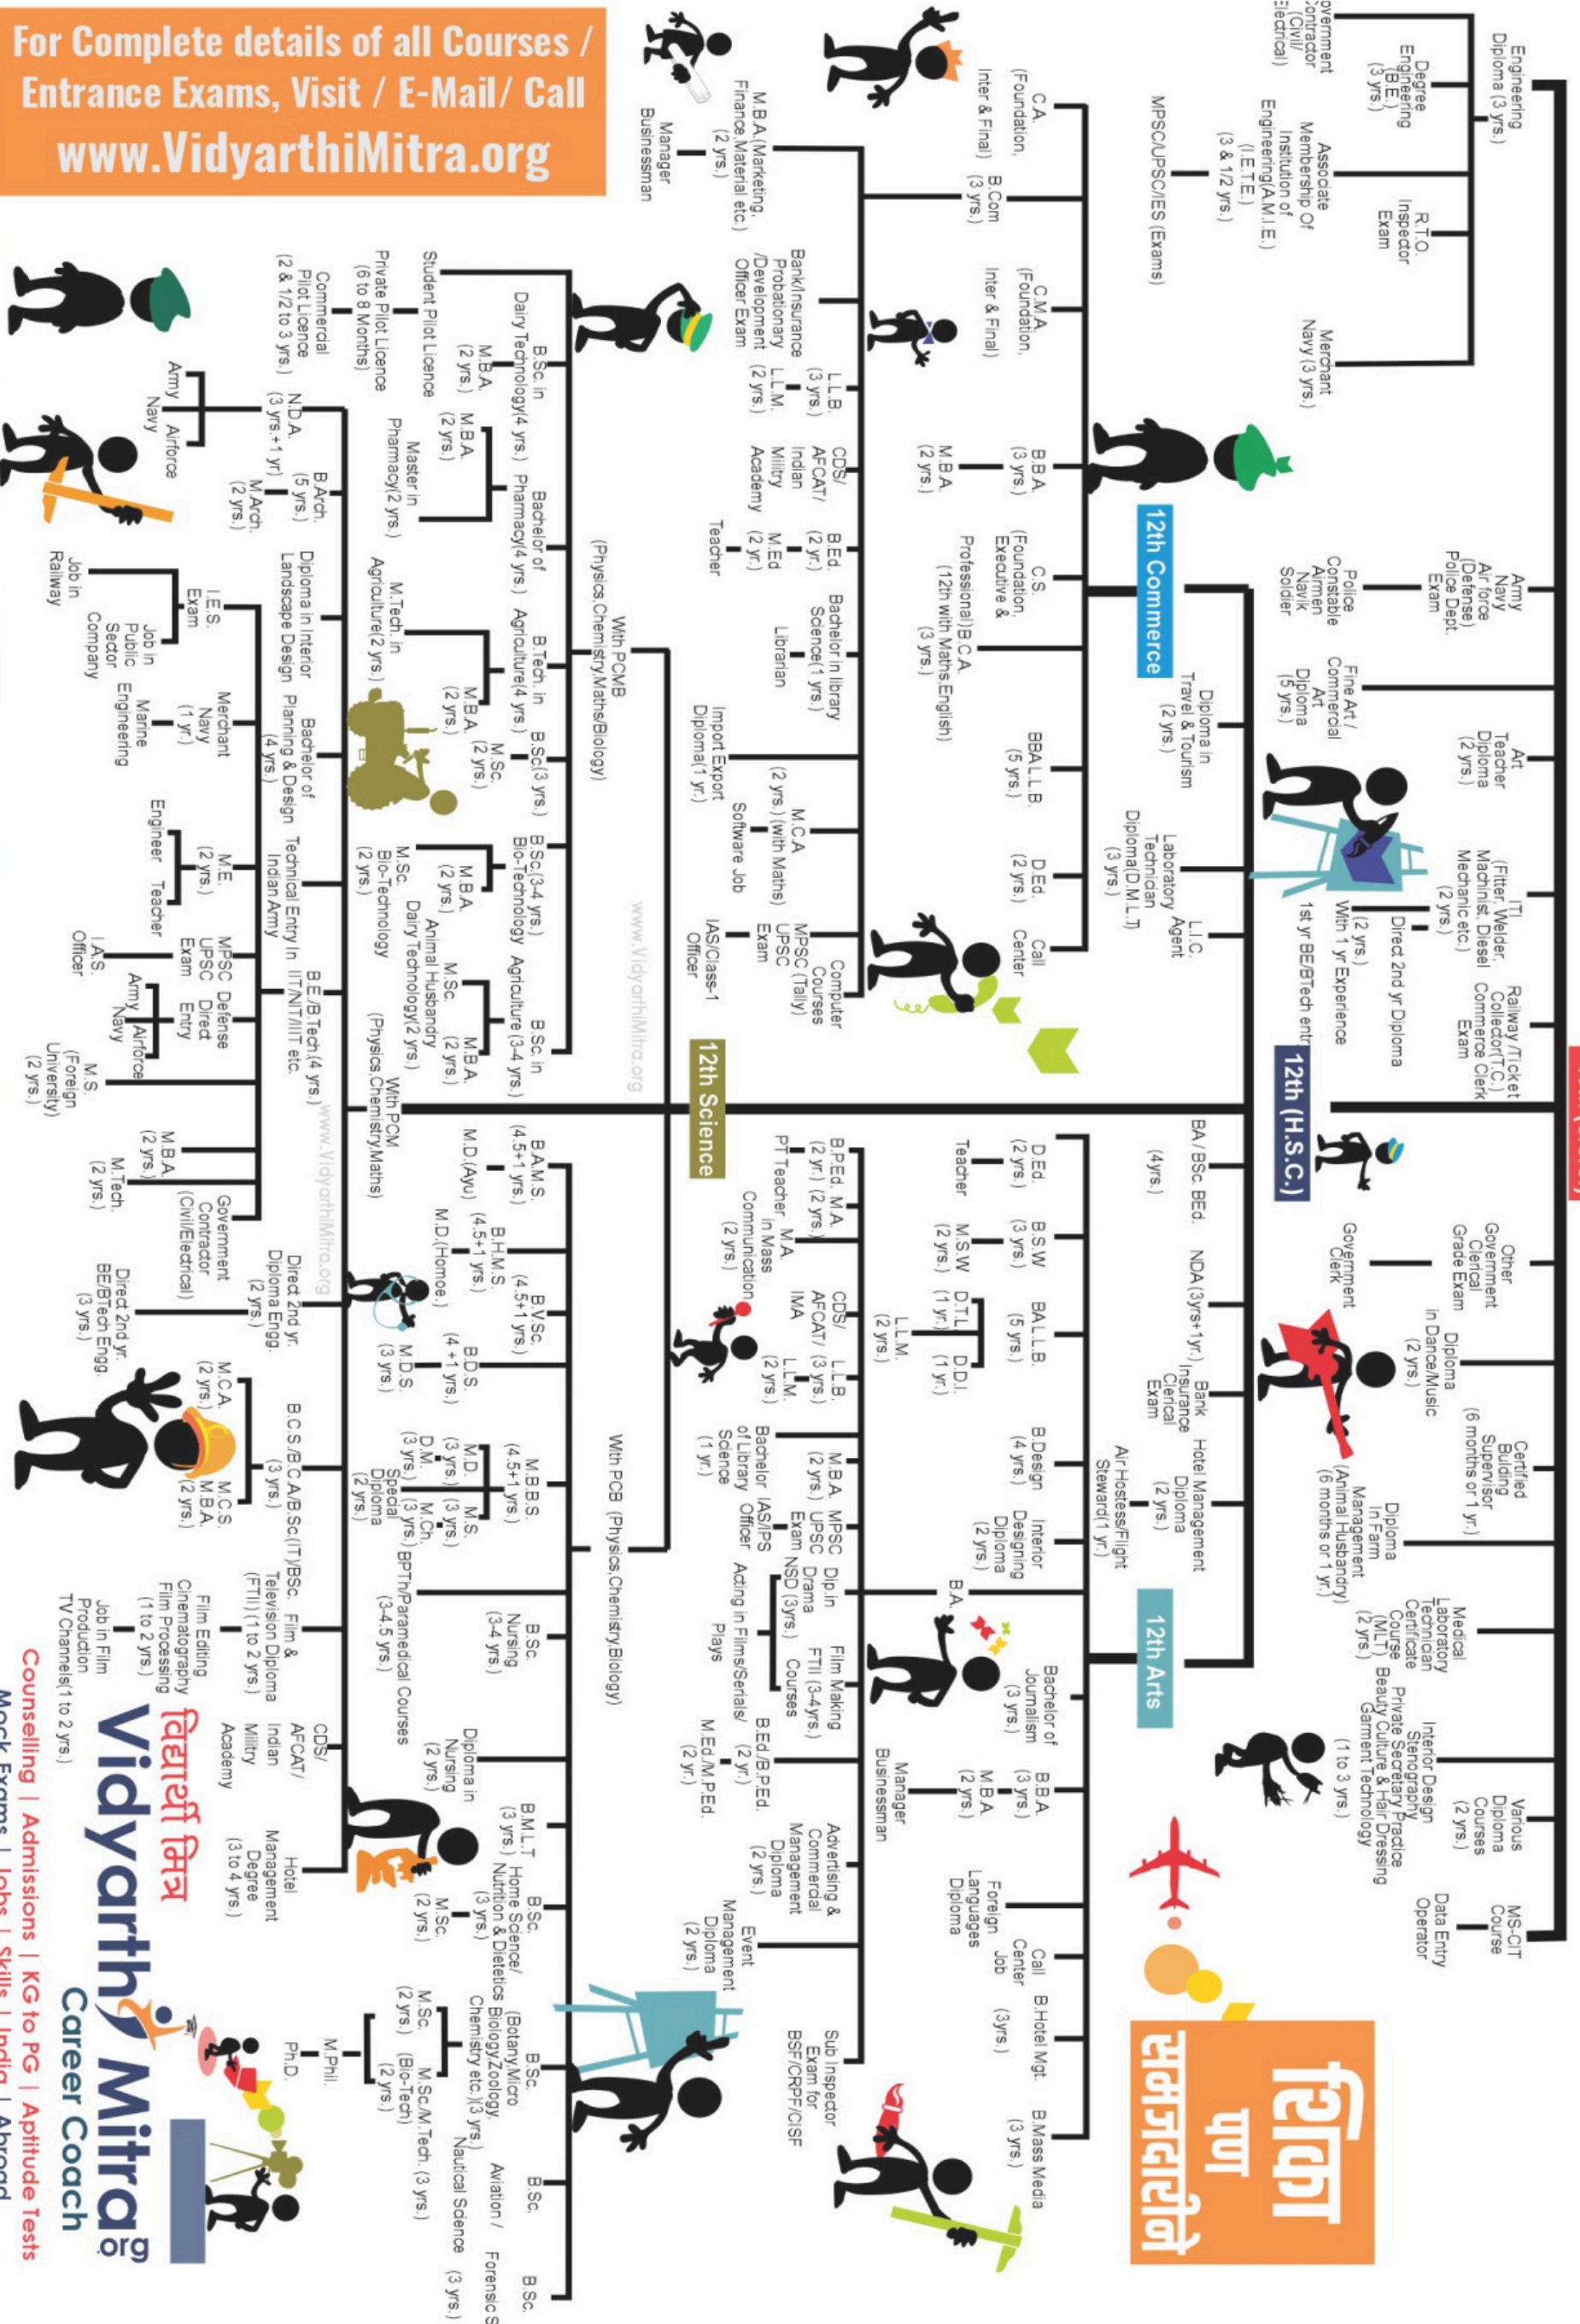 Engineering
Diploma (3 yrs.)
Degree
Engineering
(B.E.)
(3 yrs.)
Associate
Membership Of
Institution of
Engineering(A.M.I.E.)
(I.E.T.E.)
(3 & 1/2 yrs.)
MPSC/UPSC/IES (Exams)
R.T.O.
Inspector
Exam
Merchant
Navy (3 yrs.)
Army
Navy
Air force
(Defense)
Police Dept.
Exam
Police
Constable
Airmen
Navik
Soldier
Fine Art /
Commercial
Art
Diploma
(5 yrs.)
Art
Teacher
Diploma
(2 yrs.)
ITI
(Fitter, Welder,
Machinist, Diesel
Mechanic etc.)
(2 yrs.)
Direct 2nd yr Diploma
(2 yrs.)
With 1 yr Experience
1st yr BE/BTech entr
Railway /Ticket
Collector(T.C.)
Commerce Clerk
Exam
Other
Government
Clerical
Grade Exam
Government
Clerk
Diploma
in Dance/Music
(2 yrs.)
Certified
Bulding
Supervisor
(6 months or 1 yr.)
Diploma
In Farm
Management
(Animal Husbandry)
(6 months or 1 yr.)
Medical
Laboratory
Technician
Certificate
Course
(MLT)
(2 yrs.)
Interior Design
Stenography
Private Secretary Practice
Beauty Culture & Hair Dressing
Garment Technology
(1 to 3 yrs.)
Various
Diploma
Courses
(2 yrs.)
MS-CIT
Course
Data Entry
Operator
12th (H.S.C.)
Diploma in
Travel & Tourism
(2 yrs.)
Laboratory
Technician
Diploma(D.M.L.T)
(3 yrs.)
L.I.C.
Agent
BA / BSc. BEd.
(4yrs.)
NDA (3yrs+1yr.)
Bank
Insurance
Clerical
Exam
Hotel Management
Diploma
(2 yrs.)
Air Hostess/Flight
Steward(1 yr.)
12th Commerce
C.A.
(Foundation,
Inter & Final)
B.Com
(3 yrs.)
C.M.A.
(Foundation,
Inter & Final)
B.B.A.
(3 yrs.)
M.B.A.
(2 yrs.)
C.S.
(Foundation,
Executive &
Professional)
B.C.A.
(12th with Maths,English)
(3 yrs.)
BBA L.L.B.
(5 yrs.)
D.Ed.
(2 yrs.)
Call
Center
M.B.A.(Marketing,
Finance,Material etc.)
(2 yrs.)
Manager
Businessman
Bank/Insurance
Probationary
/Development
Officer Exam
L.L.B.
(3 yrs.)
L.L.M.
(2 yrs.)
CDS/
AFCAT/
Indian
Militry
Academy
B.Ed.
(2 yr.)
M.Ed
(2 yr.)
Teacher
Bachelor in library
Science(1 yrs.)
Librarian
Import Export
Diploma(1 yr.)
M.C.A
(2 yrs.) (with Maths)
Software Job
MPSC
UPSC
Exam
IAS/Class-1
Officer
Computer
Courses
(Tally)
12th Arts
D.Ed.
(2 yrs.)
Teacher
B.S.W
(3 yrs.)
M.S.W
(2 yrs.)
BA L.L.B.
(5 yrs.)
D.T.L.
(1 yr.)
D.D.I.
(1 yr.)
L.L.M.
(2 yrs.)
B.Design
(4 yrs.)
Interior
Designing
Diploma
(2 yrs.)
B.A.
Bachelor of
Journalism
(3 yrs.)
B.B.A.
(3 yrs.)
M.B.A.
(2 yrs.)
Manager
Businessman
Foreign
Languages
Diploma
Call
Center
Job
B.Hotel Mgt.
(3yrs.)
B.Mass Media
(3 yrs.)
B.P.Ed.
(2 yr.)
PT Teacher
M.A.
(2 yrs.)
M.A.
in Mass
Communication
(2 yrs.)
CDS/
AFCAT/
IMA
L.L.B.
(3 yrs.)
L.L.M.
(2 yrs.)
Bachelor
of Library
Science
(1 yr.)
M.B.A.
(2 yrs.)
MPSC
UPSC
Exam
IAS/IPS
Officer
Dip.in
Drama
NSD (3yrs.)
Film Making
FTII (3-4yrs.)
Courses
Acting in Films/Serials/
Plays
B.Ed./B.P.Ed.
(2 yr.)
M.Ed./M.P.Ed.
(2 yr.)
Advertising &
Commercial
Management
Diploma
(2 yrs.)
Event
Management
Diploma
(2 yrs.)
Sub Inspector
Exam for
BSF/CRPF/CISF
12th Science
www.VidyarthiMitra.org
With PCMB
(Physics,Chemistry,Maths/Biology)
Student Pilot Licence
Private Pilot Licence
(6 to 8 Months)
Commercial
Pilot Licence
(2 & 1/2 to 3 yrs.)
B.Sc. in
Dairy Technology(4 yrs.)
M.B.A.
(2 yrs.)
Bachelor of
Pharmacy(4 yrs.)
M.B.A.
(2 yrs.)
Master in
Pharmacy(2 yrs.)
B.Tech. in
Agriculture(4 yrs.)
M.Tech. in
Agriculture(2 yrs.)
M.B.A.
(2 yrs.)
B.Sc.(3 yrs.)
M.Sc.
(2 yrs.)
B.Sc.(3-4 yrs.)
Bio-Technology
M.Sc.
Bio-Technology
(2 yrs.)
M.B.A.
(2 yrs.)
B.Sc. in
Agriculture (3-4 yrs.)
M.Sc.
Animal Husbandry
Dairy Technology(2 yrs.)
M.B.A.
(2 yrs.)
With PCB (Physics,Chemistry,Biology)
B.A.M.S.
(4.5+1 yrs.)
M.D.(Ayu)
B.H.M.S
(4.5+1 yrs.)
M.D.(Homoe.)
B.V.Sc.
(4.5+1 yrs.)
B.D.S.
(4 +1 yrs.)
M.D.S.
(3 yrs.)
M.B.B.S.
(4.5+1 yrs.)
M.D.
(3 yrs.)
D.M.
(3 yrs.)
M.S.
(3 yrs.)
M.Ch.
(3 yrs.)
Special
Diploma
(2 yrs.)
BPTh/Paramedical Courses
(3-4.5 yrs.)
B.Sc.
Nursing
(3-4 yrs.)
Diploma in
Nursing
(2 yrs.)
B.M.L.T
(3 yrs.)
B.Sc.
Home Science/
Nutrition & Dietetics
(3 yrs.)
M.Sc.
(2 yrs.)
B.Sc.
(Botany,Micro
Biology,Zoology,
Chemistry etc.)(3 yrs.)
M.Sc.
(2 yrs.)
M.Sc./M.Tech. (3 yrs.)
(Bio-Tech)
(2 yrs.)
M.Phil.
Ph.D.
B.Sc.
Aviation /
Nautical Science
B.Sc.
Forensic S
(3 yrs.)
With PCM
(Physics,Chemistry,Maths)
www.VidyarthiMitra.org
N.D.A.
(3 yrs.+1 yr)
Army
Navy
Airforce
B.Arch.
(5 yrs.)
M.Arch.
(2 yrs.)
Diploma in Interior
Landscape Design
Bachelor of
Planning & Design
(4 yrs.)
Technical Entry In
Indian Army
B.E./B.Tech.(4 yrs.)
IIT/NIT/IIIT etc.
I.E.S.
Exam
Job in
Railway
Job in
Public
Sector
Company
Merchant
Navy
(1 yr.)
Marine
Engineering
M.E.
(2 yrs.)
Engineer
Teacher
MPSC
UPSC
Exam
I.A.S.
Officer
Defense
Direct
Entry
Army
Navy
Airforce
M.S.
(Foreign
University)
(2 yrs.)
M.B.A.
(2 yrs.)
M.Tech.
(2 yrs.)
Government
Contractor
(Civil/Electrical)
Direct 2nd yr.
Diploma Engg.
(2 yrs.)
Direct 2nd yr.
BE/BTech Engg.
(3 yrs.)
B.C.S./B.C.A/B.Sc.(IT)/BSc.
(3 yrs.)
M.C.A.
(2 yrs.)
M.C.S.
M.B.A.
(2 yrs.)
Film &
Television Diploma
(FTII) (1 to 2 yrs.)
Film Editing
Cinematography
Film Processing
(1 to 2 yrs.)
Job in Film
Production
TV Channels(1 to 2 yrs.)
CDS/
AFCAT/
Indian
Militry
Academy
Hotel
Management
Degree
(3 to 4 yrs.)
शिका
पण
समजदारीने
For Complete details of all Courses /
Entrance Exams, Visit / E-Mail/ Call
www.VidyarthiMitra.org
विद्यार्थी मित्र
Vidyarthi Mitra.org
Career Coach
Counselling | Admissions | KG to PG | Aptitude Tests
Mock Exams | Jobs | Skills | India | Abroad